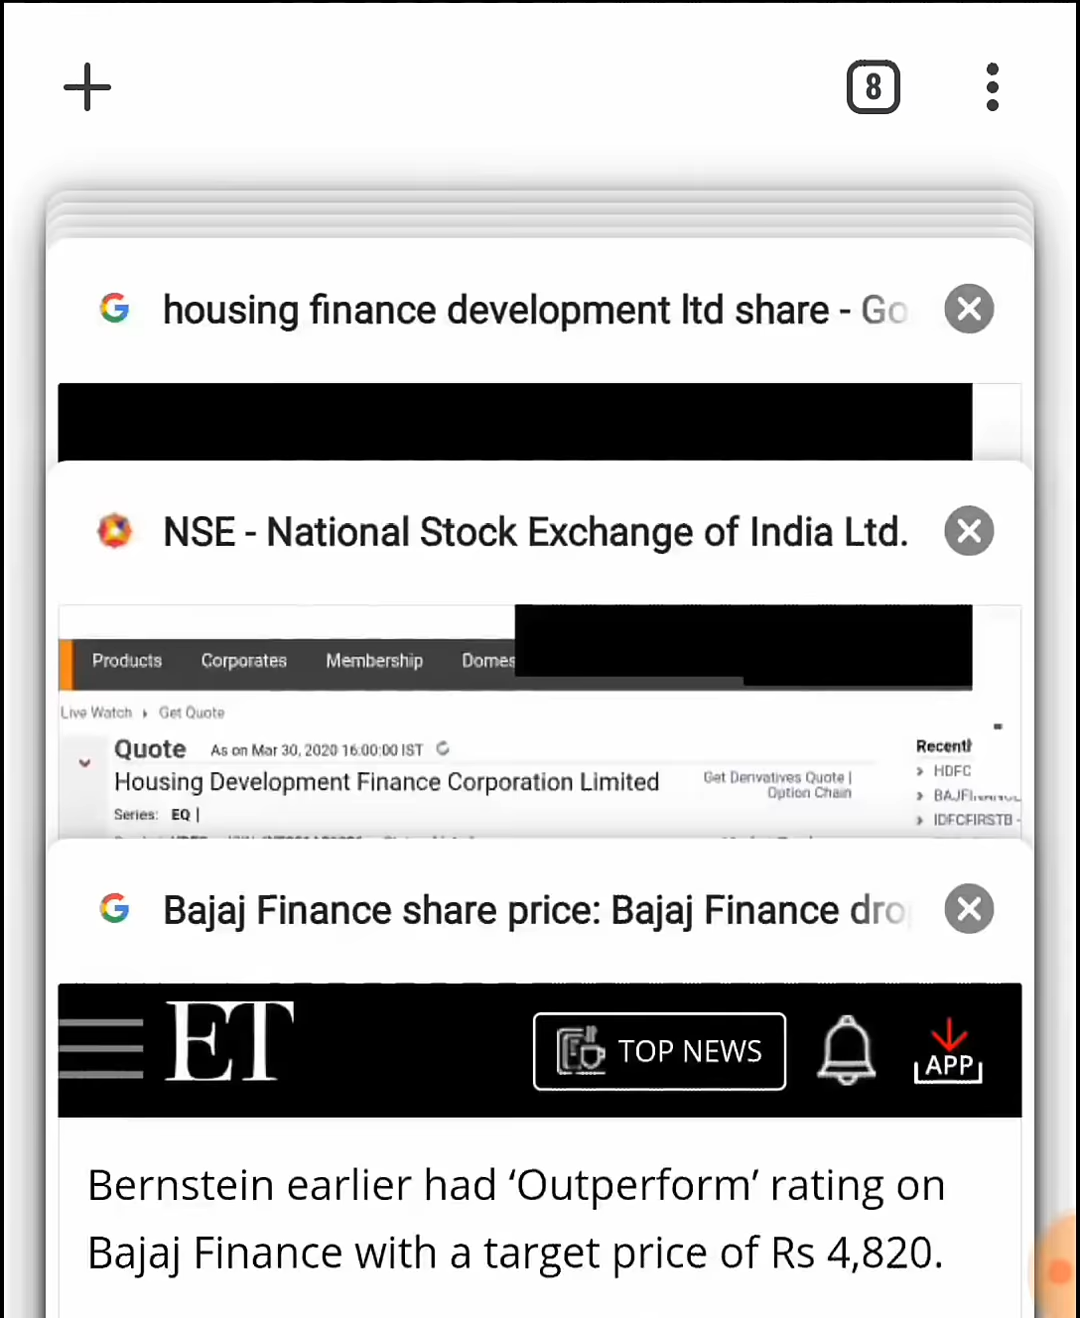 8
housing finance development ltd share - Go
NSE - National Stock Exchange of India Ltd.
Products Corporates Membership Domes
Live Watch Get Quote
Quote As on Mar 30, 2020 16:00:00 IST
Housing Development Finance Corporation Limited
Get Derivatives Quote |
Option Chain
Series: EQ |
Recentl
HDFC
IDFCFIRSTB -
Bajaj Finance share price: Bajaj Finance dro
ET
TOP NEWS
APP
Bernstein earlier had ‘Outperform’ rating on
Bajaj Finance with a target price of Rs 4,820.